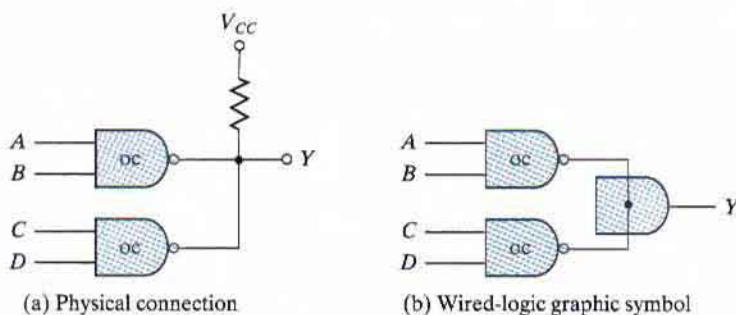 V_CC
A
B
OC
Y
C
D
OC
(a) Physical connection
A
B
OC
C
D
OC
Y
(b) Wired-logic graphic symbol